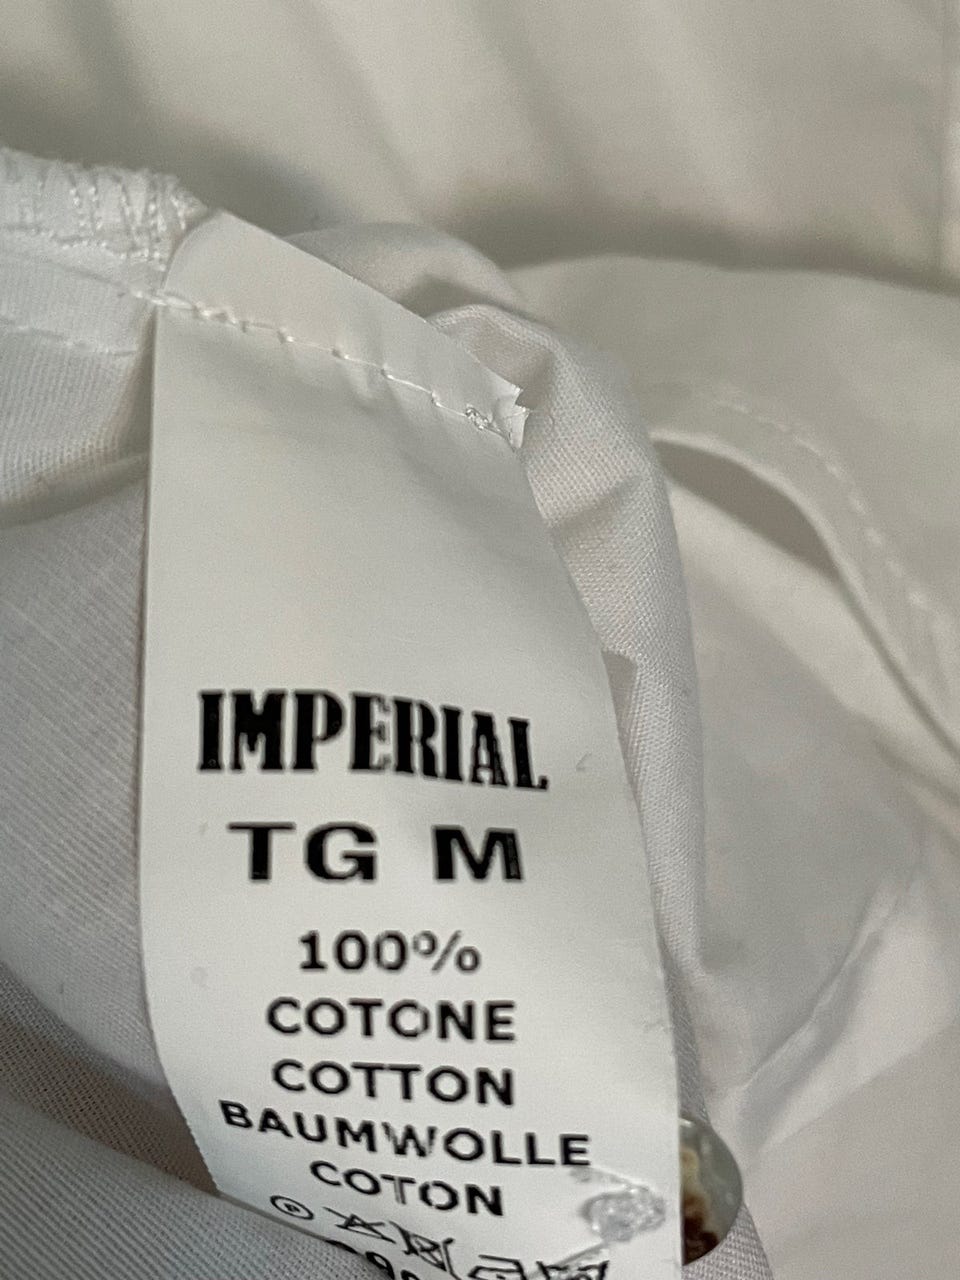 IMPERIAL
TG M
100%
COTONE
COTTON
BAUMWOLLE
COTON